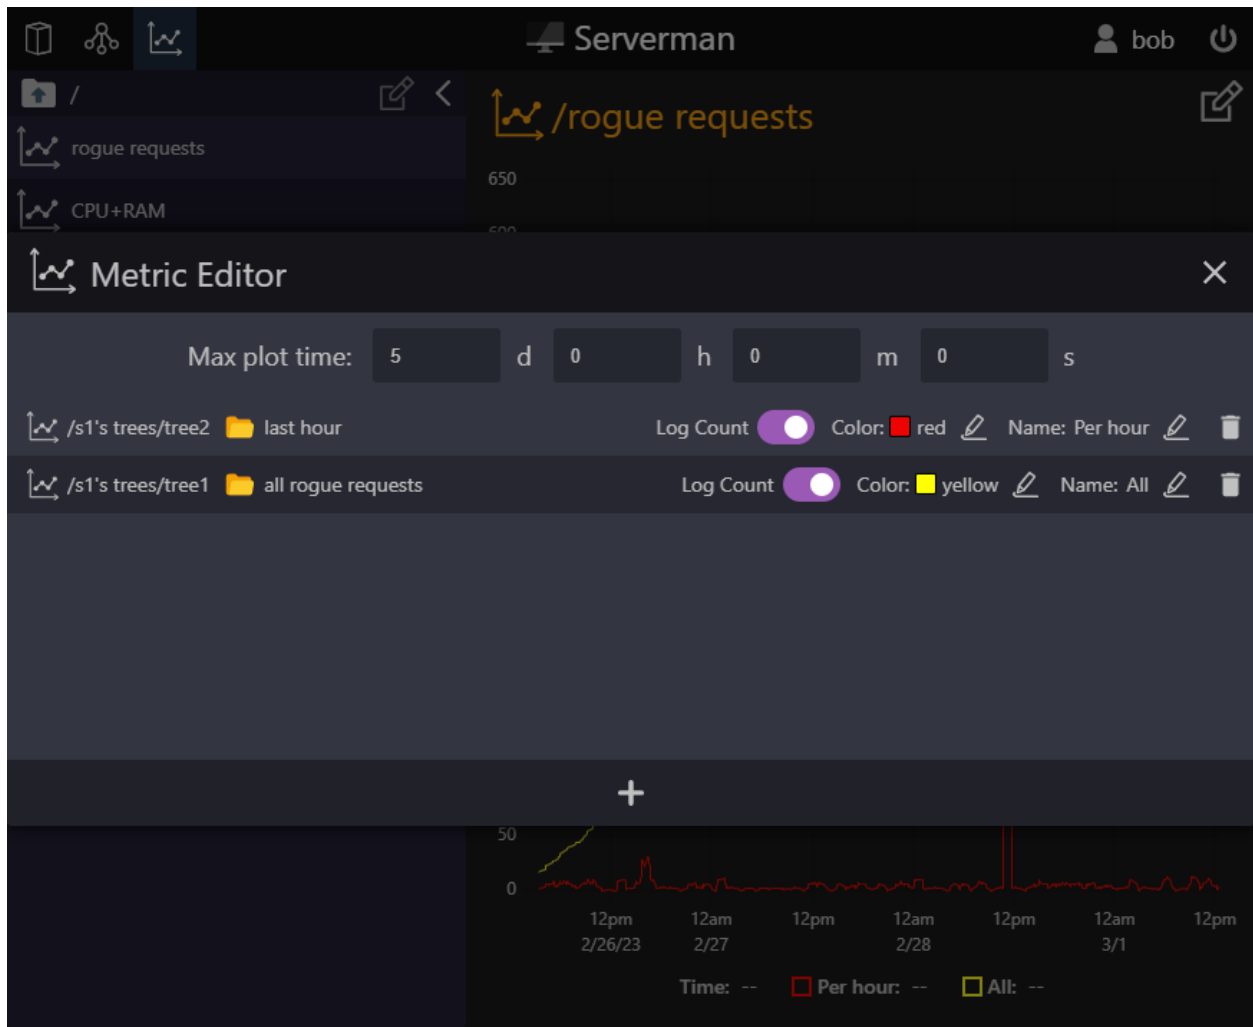 Serverman
bob
/
/rogue requests
rogue requests
650
CPU+RAM
600
Metric Editor
Max plot time: 5 d 0 h 0 m 0 s
/s1's trees/tree2 last hour Log Count Color: red Name: Per hour
/s1's trees/tree1 all rogue requests Log Count Color: yellow Name: All
50
0
12pm 12am 12pm 12am 12pm 12am 12pm
2/26/23 2/27 2/28 3/1
Time: -- Per hour: -- All: --